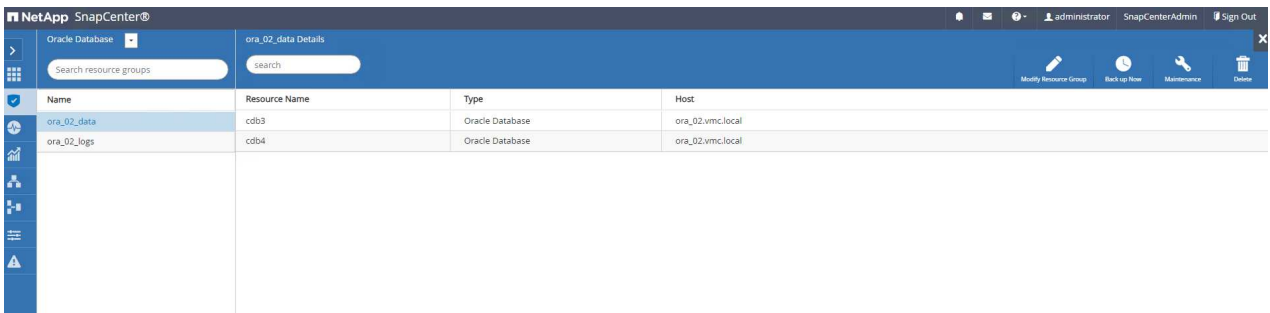 NetApp SnapCenter® administrator SnapCenterAdmin Sign Out
Oracle Database ora_02_data Details
Search resource groups search
Modify Resource Group Back up Now Maintenance Delete
Name Resource Name Type Host
ora_02_data cdb3 Oracle Database ora_02.vmc.local
ora_02_logs cdb4 Oracle Database ora_02.vmc.local